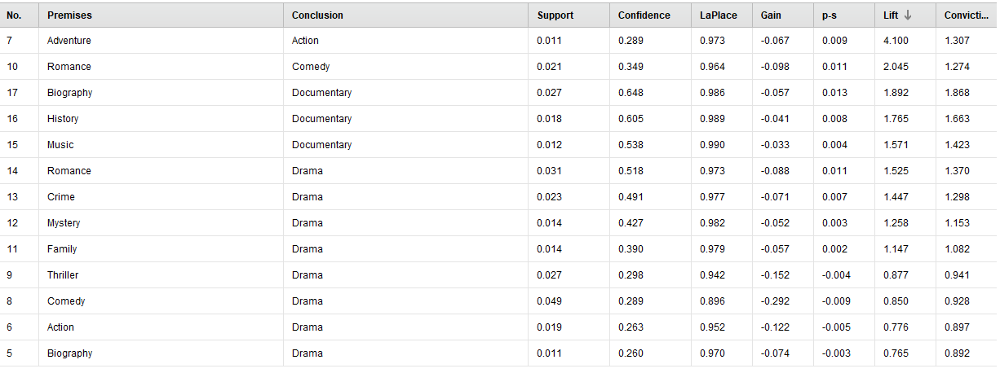 No. Premises Conclusion Support Confidence LaPlace Gain p-s Lift Convicti...
7 Adventure Action 0.011 0.289 0.973 -0.067 0.009 4.100 1.307
10 Romance Comedy 0.021 0.349 0.964 -0.098 0.011 2.045 1.274
17 Biography Documentary 0.027 0.648 0.986 -0.057 0.013 1.892 1.868
16 History Documentary 0.018 0.605 0.989 -0.041 0.008 1.765 1.663
15 Music Documentary 0.012 0.538 0.990 -0.033 0.004 1.571 1.423
14 Romance Drama 0.031 0.518 0.973 -0.088 0.011 1.525 1.370
13 Crime Drama 0.023 0.491 0.977 -0.071 0.007 1.447 1.298
12 Mystery Drama 0.014 0.427 0.982 -0.052 0.003 1.258 1.153
11 Family Drama 0.014 0.390 0.979 -0.057 0.002 1.147 1.082
9 Thriller Drama 0.027 0.298 0.942 -0.152 -0.004 0.877 0.941
8 Comedy Drama 0.049 0.289 0.896 -0.292 -0.009 0.850 0.928
6 Action Drama 0.019 0.263 0.952 -0.122 -0.005 0.776 0.897
5 Biography Drama 0.011 0.260 0.970 -0.074 -0.003 0.765 0.892